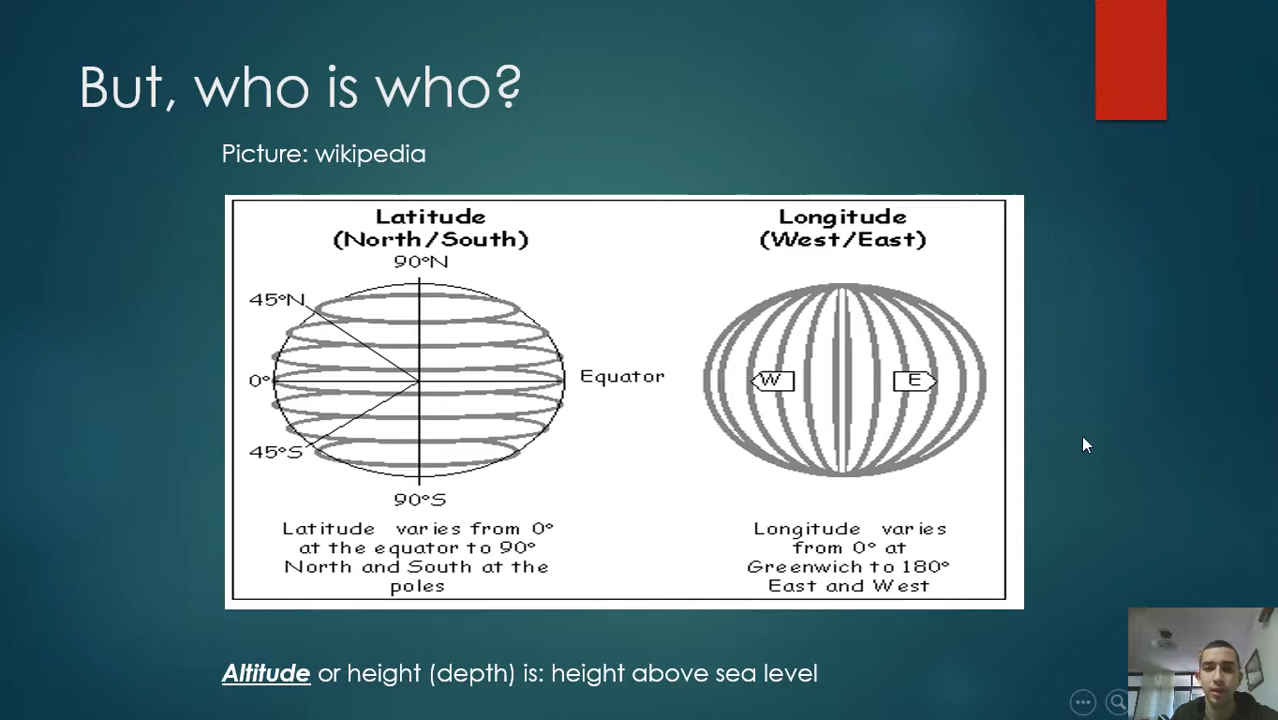 But, who is who?
Picture: wikipedia
Latitude
(North/South)
90°N
45°N
0°
Equator
45°S
90°S
Latitude varies from 0°
at the equator to 90°
North and South at the
poles
Longitude
(West/East)
W
E
Longitude varies
from 0° at
Greenwich to 180°
East and West
Altitude or height (depth) is: height above sea level